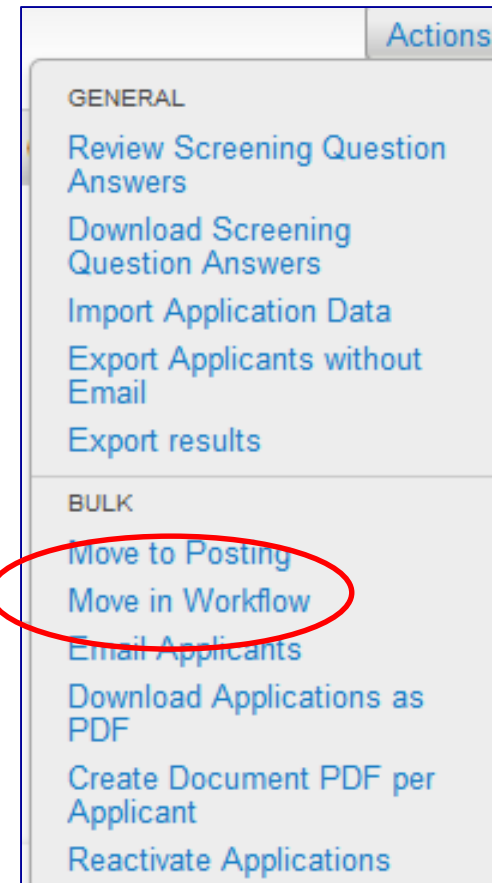 Actions
GENERAL
Review Screening Question
Answers
Download Screening
Question Answers
Import Application Data
Export Applicants without
Email
Export results
BULK
Move to Posting
Move in Workflow
Email Applicants
Download Applications as
PDF
Create Document PDF per
Applicant
Reactivate Applications